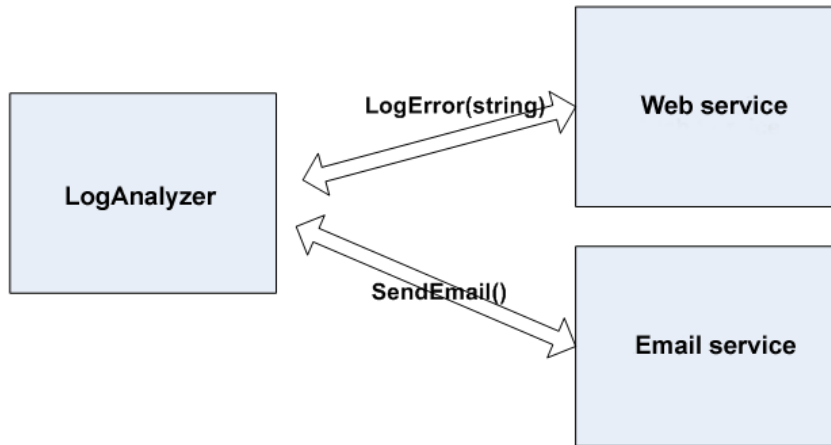 LogError(string)
Web service
LogAnalyzer
SendEmail()
Email service